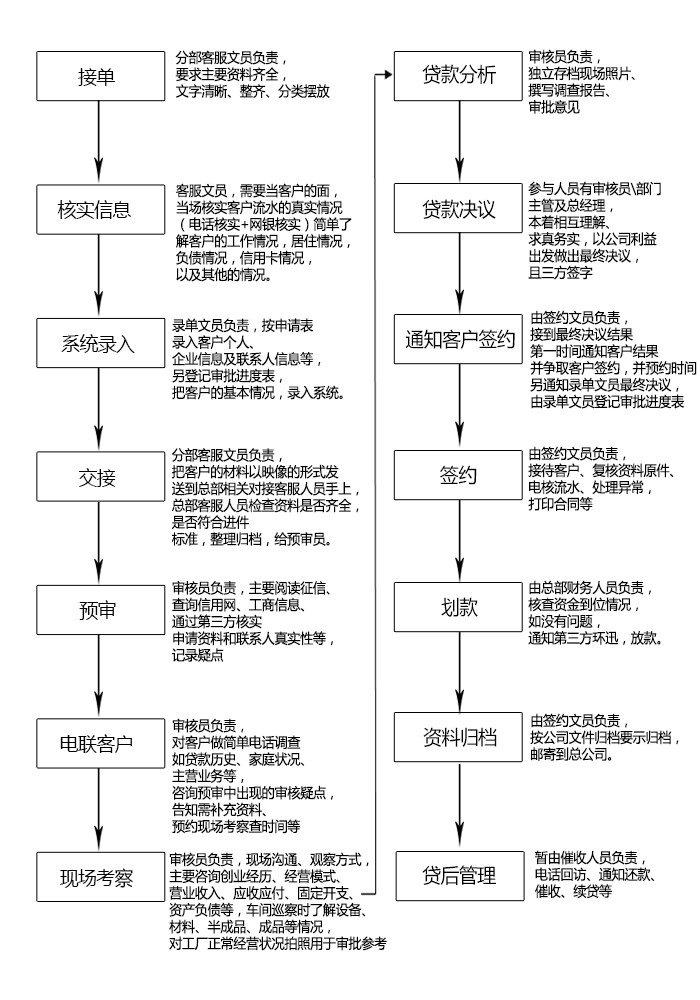 接单
分部客服文员负责，
要求主要资料齐全，
文字清晰、整齐、分类摆放
核实信息
客服文员，需要当客户的面，
当场核实客户流水的真实情况
（电话核实+网银核实）简单了
解客户的工作情况，居住情况，
负债情况，信用卡情况，
以及其他的情况。
系统录入
录单文员负责，按申请表
录入客户个人、
企业信息及联系人信息等，
另登记审批进度表，
把客户的基本情况，录入系统。
交接
分部客服文员负责，
把客户的材料以映像的形式发
送到总部相关对接客服人员手上，
总部客服人员检查资料是否齐全，
是否符合进件
标准，整理归档，给预审员。
预审
审核员负责，主要阅读征信、
查询信用网、工商信息、
通过第三方核实
申请资料和联系人真实性等，
记录疑点
电联客户
审核员负责，
对客户做简单电话调查
如贷款历史、家庭状况、
主营业务等，
咨询预审中出现的审核疑点，
告知需补充资料、
预约现场考察查时间等
现场考察
审核员负责，现场沟通、观察方式，
主要咨询创业经历、经营模式、
营业收入、应收应付、固定开支、
资产负债等，车间巡察时了解设备、
材料、半成品、成品等情况，
对工厂正常经营状况拍照用于审批参考
贷款分析
审核员负责，
独立存档现场照片、
撰写调查报告、
审批意见
贷款决议
参与人员有审核员\部门
主管及总经理，
本着相互理解、
求真务实，以公司利益
出发做出最终决议，
且三方签字
通知客户签约
由签约文员负责，
接到最终决议结果
第一时间通知客户结果
并争取客户签约，并预约时间
另通知录单文员最终决议，
由录单文员登记审批进度表
签约
由签约文员负责，
接待客户、复核资料原件、
电核流水、处理异常，
打印合同等
划款
由总部财务人员负责，
核查资金到位情况，
如没有问题，
通知第三方环迅，放款。
资料归档
由签约文员负责，
按公司文件归档要示归档，
邮寄到总公司。
贷后管理
暂由催收人员负责，
电话回访、通知还款、
催收、续贷等